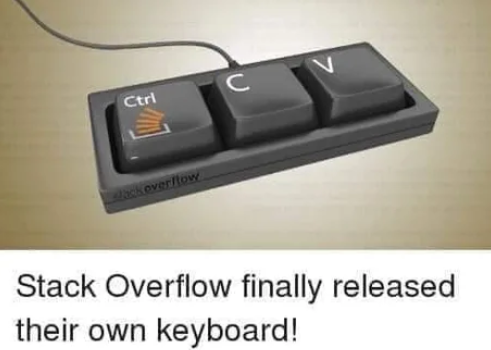 Ctrl
C
V
stackoverflow
Stack Overflow finally released
their own keyboard!